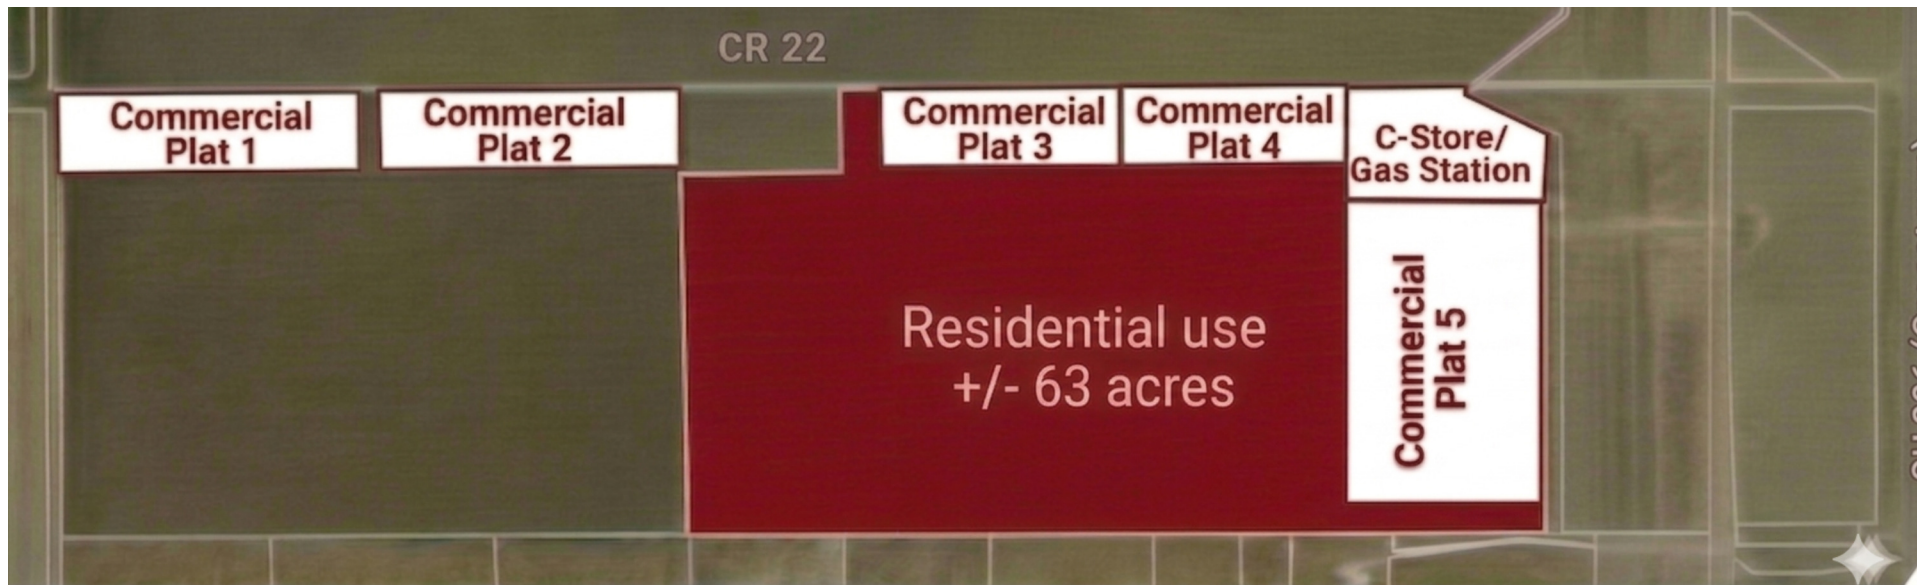 CR 22
Commercial
Plat 1
Commercial
Plat 2
Commercial
Plat 3
Commercial
Plat 4
C-Store/
Gas Station
Commercial
Plat 5
Residential use
+/- 63 acres